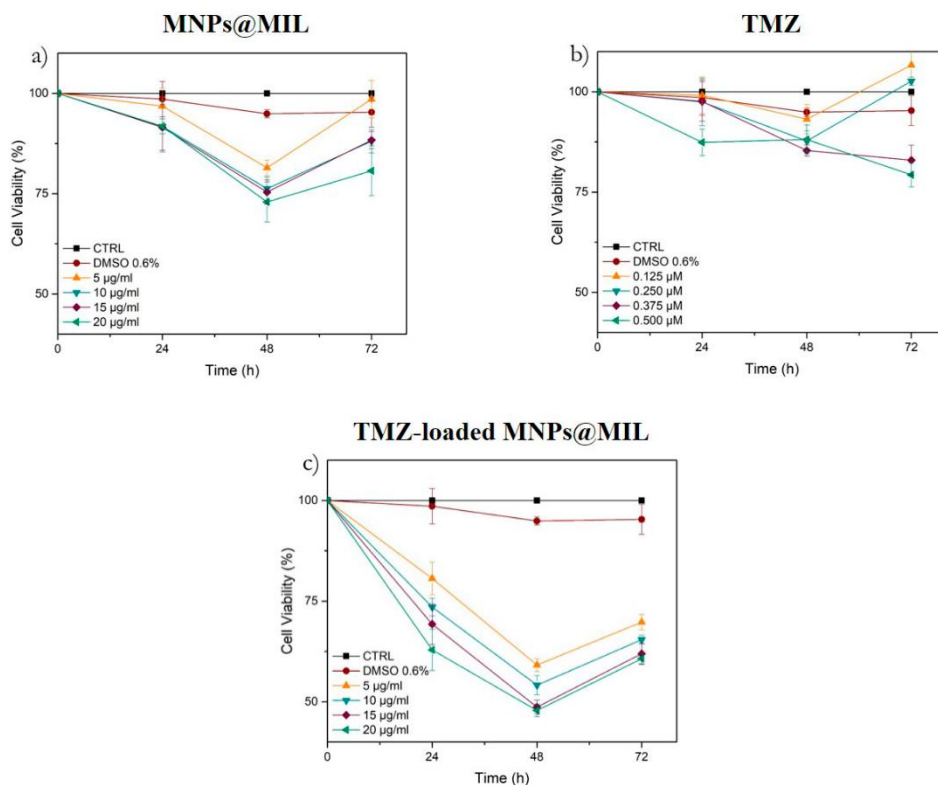 MNPs@MIL
a)
100
75
50
Cell Viability (%)
CTRL
DMSO 0.6%
5 µg/ml
10 µg/ml
15 µg/ml
20 µg/ml
0 24 48 72
Time (h)
TMZ
b)
100
75
50
Cell Viability (%)
CTRL
DMSO 0.6%
0.125 µM
0.250 µM
0.375 µM
0.500 µM
0 24 48 72
Time (h)
TMZ-loaded MNPs@MIL
c)
100
75
50
Cell Viability (%)
CTRL
DMSO 0.6%
5 µg/ml
10 µg/ml
15 µg/ml
20 µg/ml
0 24 48 72
Time (h)